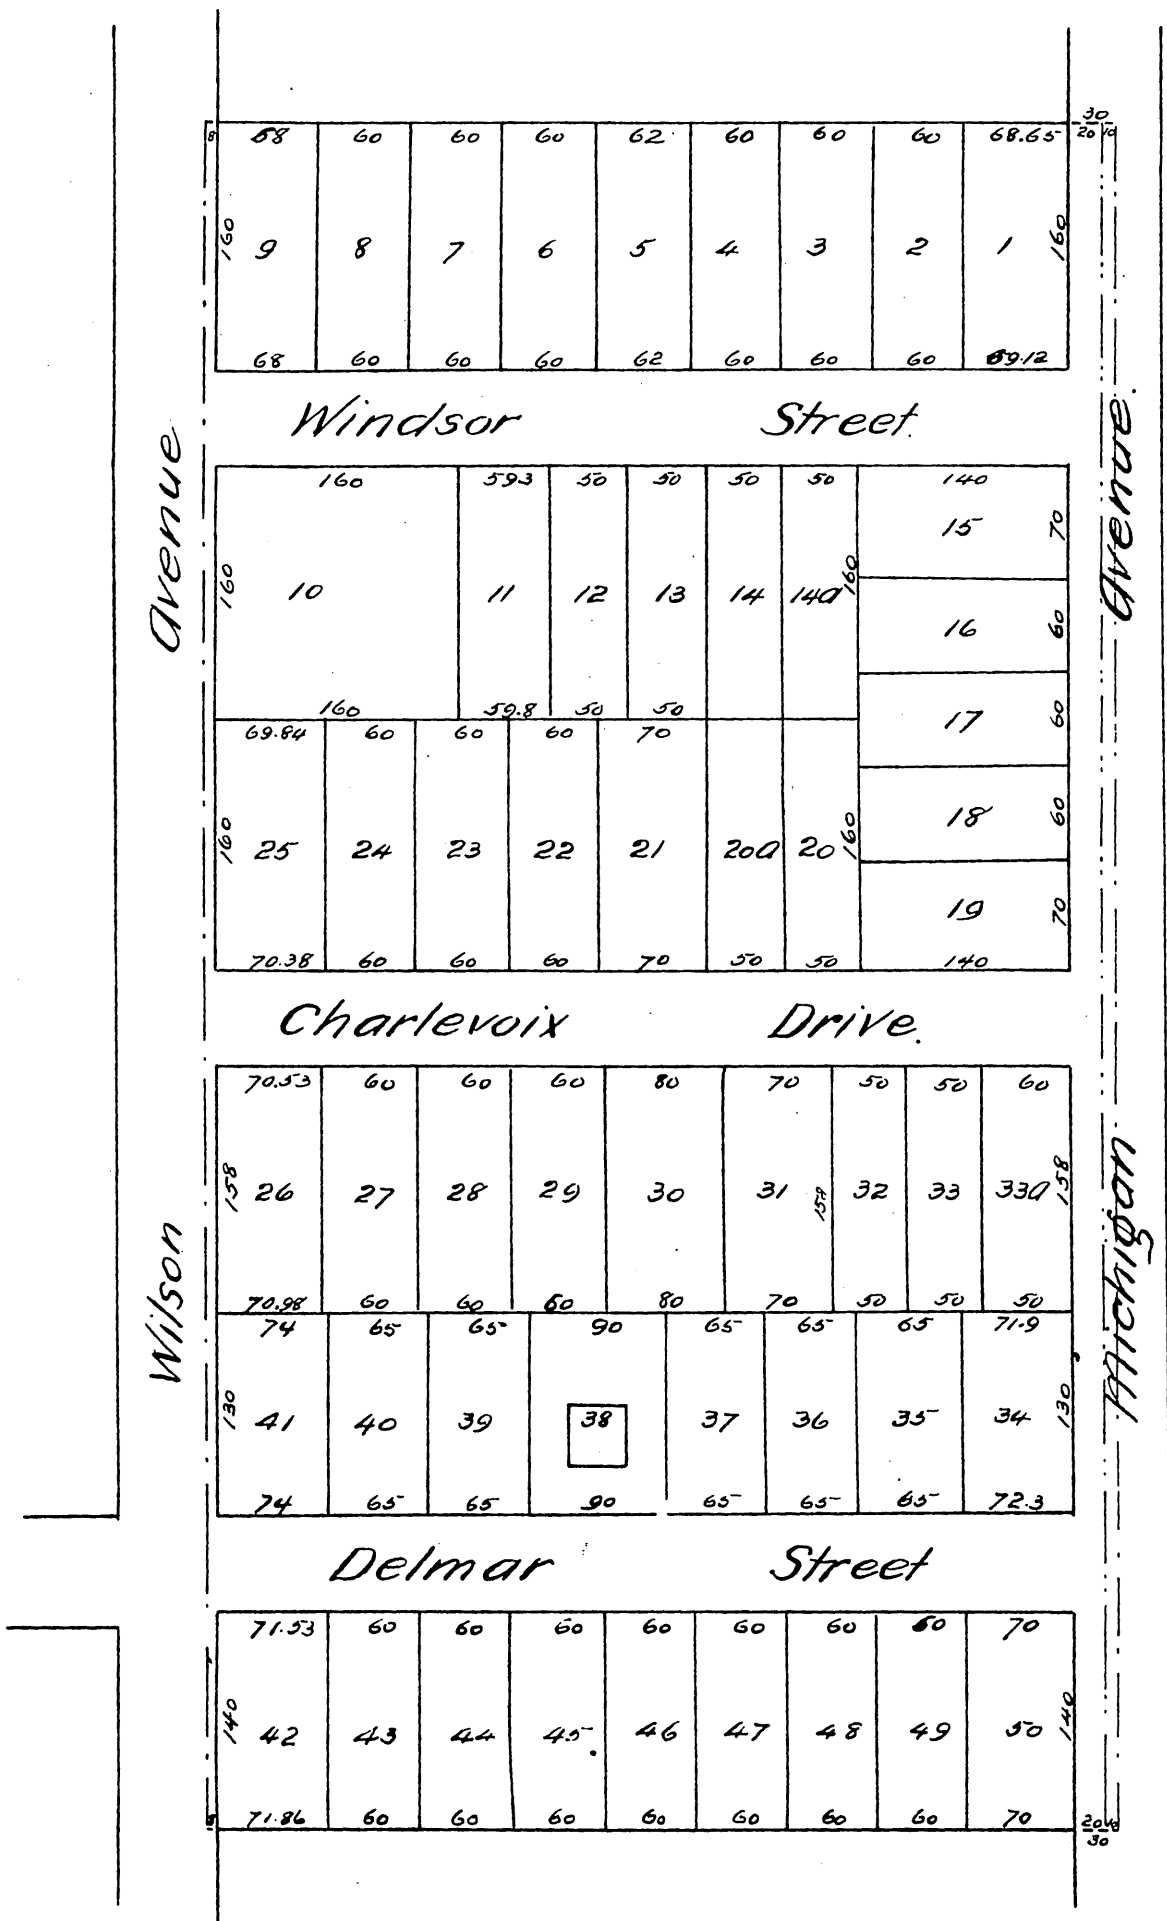 30
8 68 60 60 60 62 60 60 60 68.65 20 10
160 9 8 7 6 5 4 3 2 1 160
68 60 60 60 62 60 60 60 69.12
Windsor Street.
160 593 50 50 50 50 140
15 70
160 10 11 12 13 14 14a 160
16 60
160 59.8 50 50
17 60
69.84 60 60 60 70
18 60
160 25 24 23 22 21 20a 20 160
19 70
70.38 60 60 60 70 50 50 140
Charlevoix Drive.
70.53 60 60 60 80 70 50 50 60
158 26 27 28 29 30 31 158 32 33 33a 158
70.98 60 60 60 80 70 50 50 50
74 65 65 90 65 65 65 71.9
130 41 40 39 38 37 36 35 34 130
74 65 65 90 65 65 65 72.3
Delmar Street
71.53 60 60 60 60 60 60 60 70
140 42 43 44 45 46 47 48 49 50 140
8 71.86 60 60 60 60 60 60 60 70 20 10
30
Wilson Avenue
Michigan Avenue.